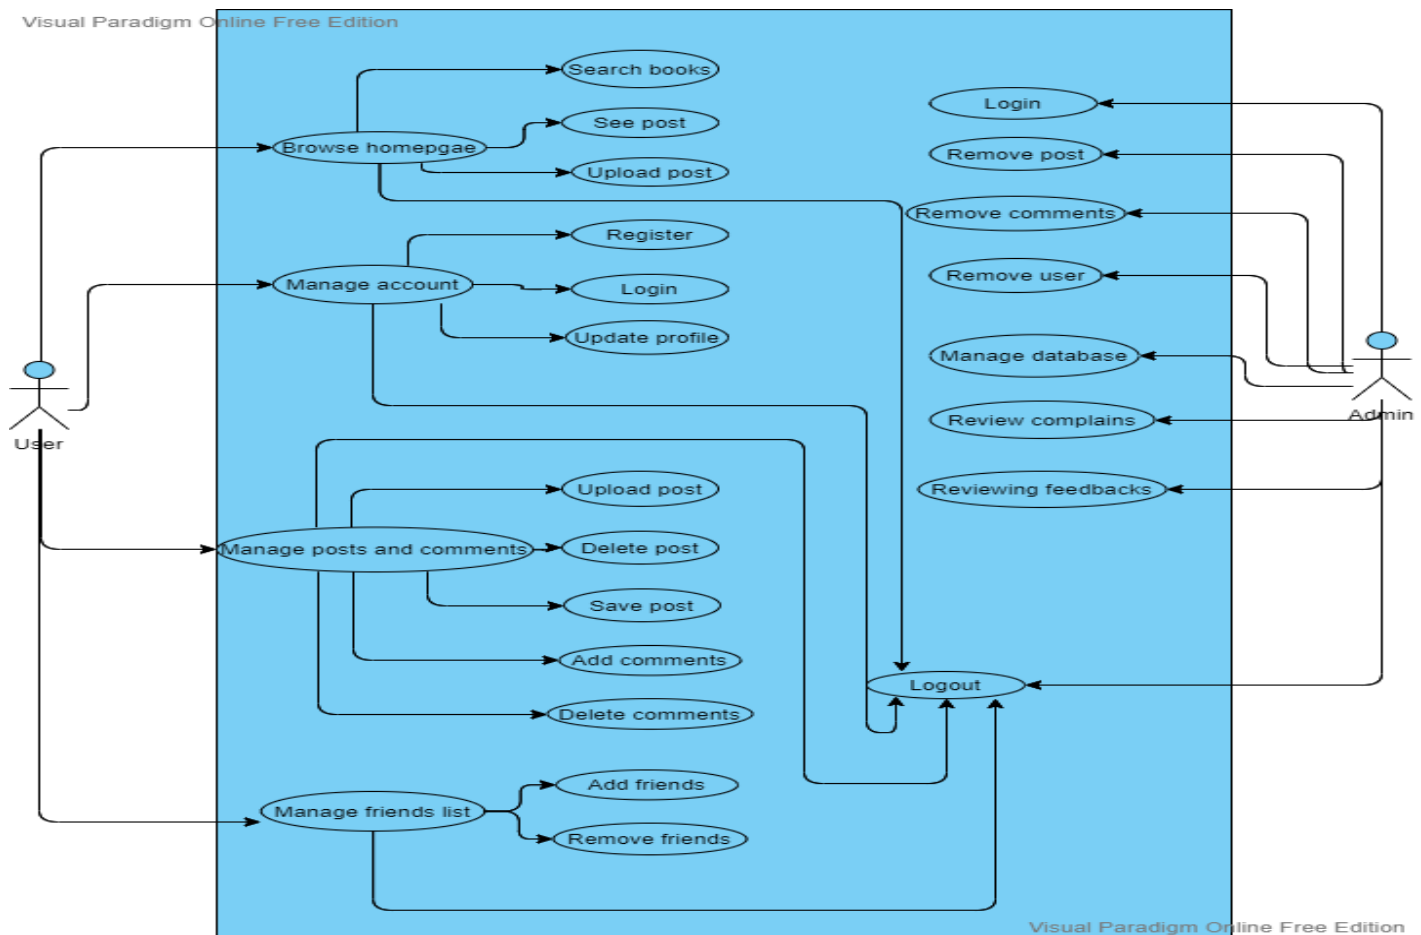 Visual Paradigm Online Free Edition
Search books
Login
See post
Browse homepgae
Remove post
Upload post
Remove comments
Register
Remove user
Manage account
Login
Update profile
Manage database
User
Admin
Review complains
Upload post
Reviewing feedbacks
Manage posts and comments
Delete post
Save post
Add comments
Logout
Delete comments
Add friends
Manage friends list
Remove friends
Visual Paradigm Online Free Edition